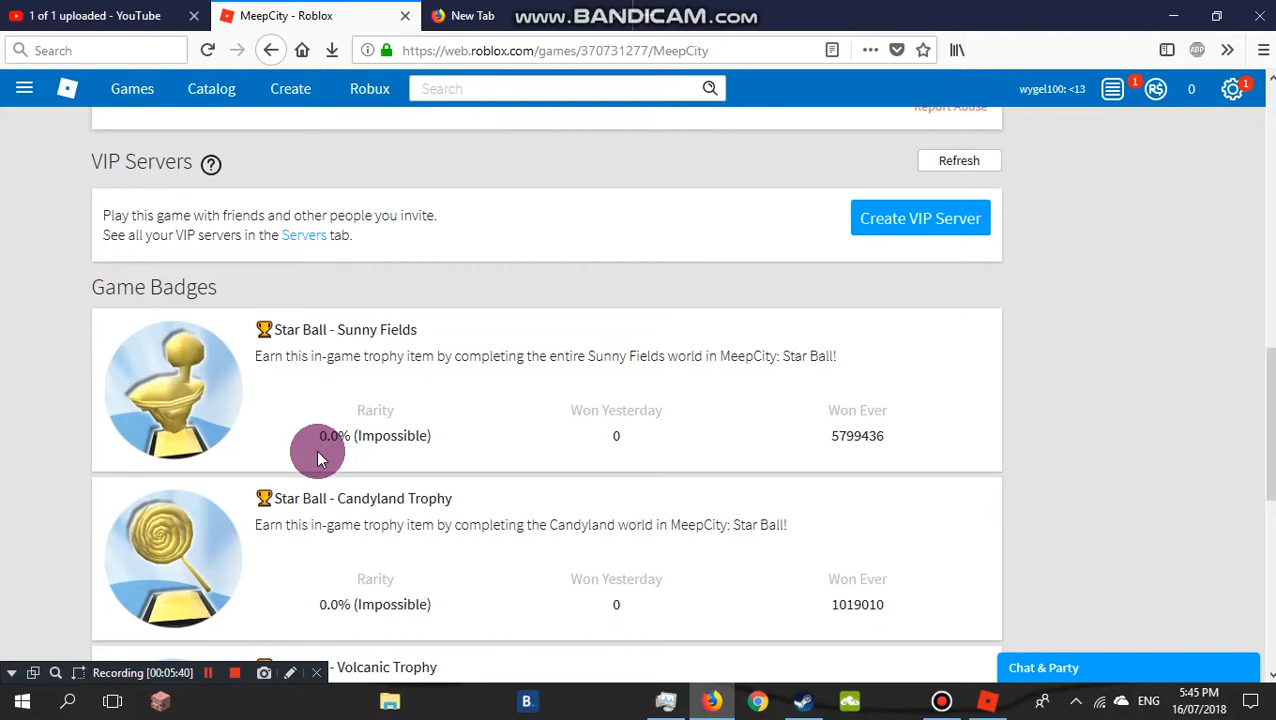 1 of 1 uploaded - YouTube
MeepCity - Roblox
New Tab
www.BANDICAM.com
Search
https://web.roblox.com/games/370731277/MeepCity
Games
Catalog
Create
Robux
Search
wygel100: <13
1
R$
0
1
Report Abuse
VIP Servers ?
Refresh
Play this game with friends and other people you invite.
See all your VIP servers in the Servers tab.
Create VIP Server
Game Badges
Star Ball - Sunny Fields
Earn this in-game trophy item by completing the entire Sunny Fields world in MeepCity: Star Ball!
Rarity Won Yesterday Won Ever
0.0% (Impossible) 0 5799436
Star Ball - Candyland Trophy
Earn this in-game trophy item by completing the Candyland world in MeepCity: Star Ball!
Rarity Won Yesterday Won Ever
0.0% (Impossible) 0 1019010
- Volcanic Trophy
Chat & Party
Recording [00:05:40]
B.
ENG
5:45 PM
16/07/2018